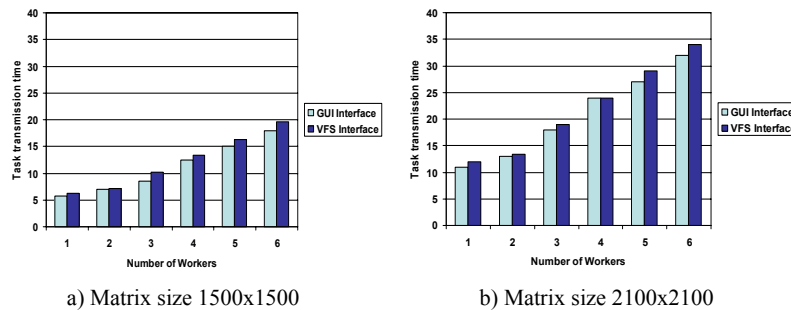 40
35
30
25
20
15
10
5
0
Task transmission time
1 2 3 4 5 6
Number of Workers
GUI Interface
VFS Interface
a) Matrix size 1500x1500
40
35
30
25
20
15
10
5
0
Task transmission time
1 2 3 4 5 6
Number of Workers
GUI Interface
VFS Interface
b) Matrix size 2100x2100